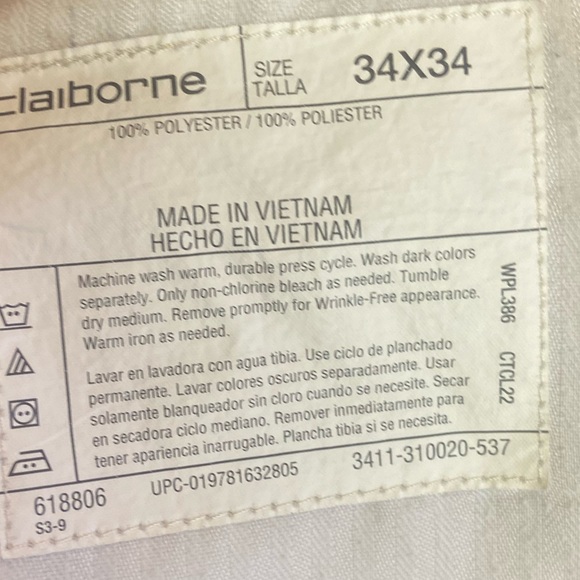 claiborne
SIZE
TALLA
34X34
100% POLYESTER / 100% POLIESTER
MADE IN VIETNAM
HECHO EN VIETNAM
Machine wash warm, durable press cycle. Wash dark colors
separately. Only non-chlorine bleach as needed. Tumble
dry medium. Remove promptly for Wrinkle-Free appearance.
Warm iron as needed.
Lavar en lavadora con agua tibia. Use ciclo de planchado
permanente. Lavar colores oscuros separadamente. Usar
solamente blanqueador sin cloro cuando se necesite. Secar
en secadora ciclo mediano. Remover inmediatamente para
tener apariencia inarrugable. Plancha tibia si se necesita.
WPL386 CTCL22
618806
S3-9
UPC-019781632805
3411-310020-537